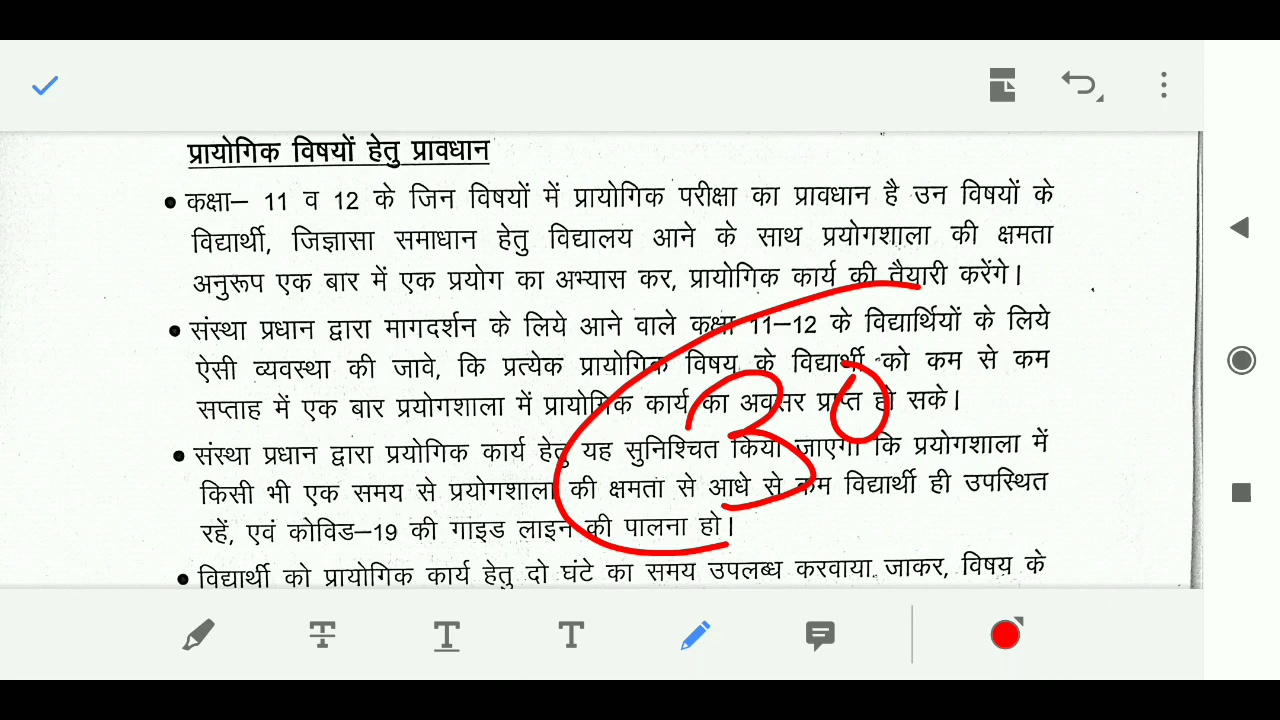 प्रायोगिक विषयों हेतु प्रावधान
• कक्षा– 11 व 12 के जिन विषयों में प्रायोगिक परीक्षा का प्रावधान है उन विषयों के
विद्यार्थी, जिज्ञासा समाधान हेतु विद्यालय आने के साथ प्रयोगशाला की क्षमता
अनुरूप एक बार में एक प्रयोग का अभ्यास कर, प्रायोगिक कार्य की तैयारी करेंगे।
• संस्था प्रधान द्वारा मागदर्शन के लिये आने वाले कक्षा 11–12 के विद्यार्थियों के लिये
ऐसी व्यवस्था की जावे, कि प्रत्येक प्रायोगिक विषय के विद्यार्थी को कम से कम
सप्ताह में एक बार प्रयोगशाला में प्रायोगिक कार्य का अवसर प्राप्त हो सके।
30
• संस्था प्रधान द्वारा प्रयोगिक कार्य हेतु यह सुनिश्चित किया जाएगा कि प्रयोगशाला में
किसी भी एक समय से प्रयोगशाला की क्षमता से आधे से कम विद्यार्थी ही उपस्थित
रहें, एवं कोविड–19 की गाइड लाइन की पालना हो।
• विद्यार्थी को प्रायोगिक कार्य हेतु दो घंटे का समय उपलब्ध करवाया जाकर, विषय के